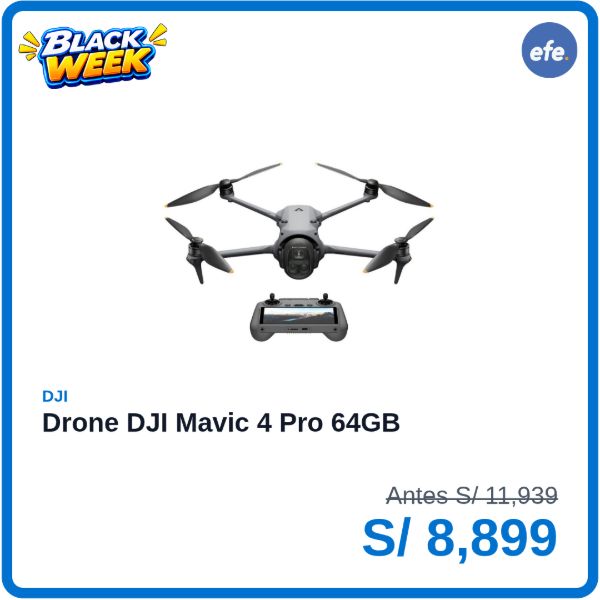 BLACK
WEEK
efe.
DJI
Drone DJI Mavic 4 Pro 64GB
Antes S/ 11,939
S/ 8,899